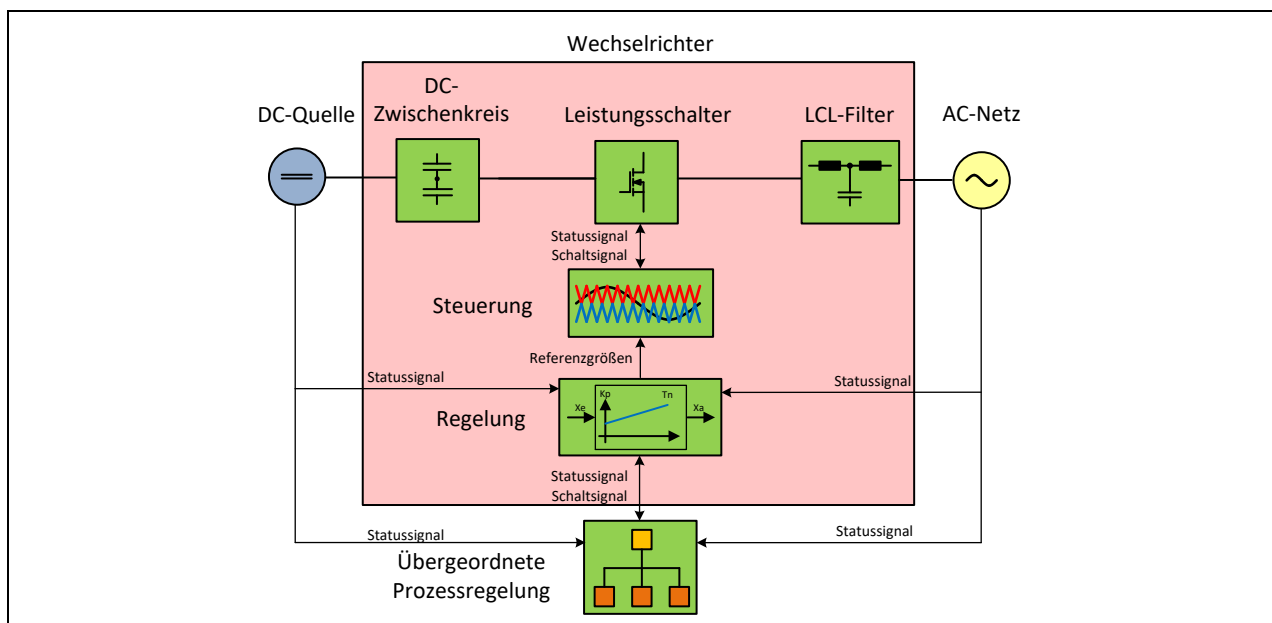 Wechselrichter
DC-Quelle
DC-
Zwischenkreis
Leistungsschalter
LCL-Filter
AC-Netz
Statussignal
Schaltsignal
Steuerung
Referenzgrößen
Statussignal
Statussignal
Regelung
Xe
Kp
Tn
Xa
Statussignal
Schaltsignal
Statussignal
Statussignal
Übergeordnete
Prozessregelung